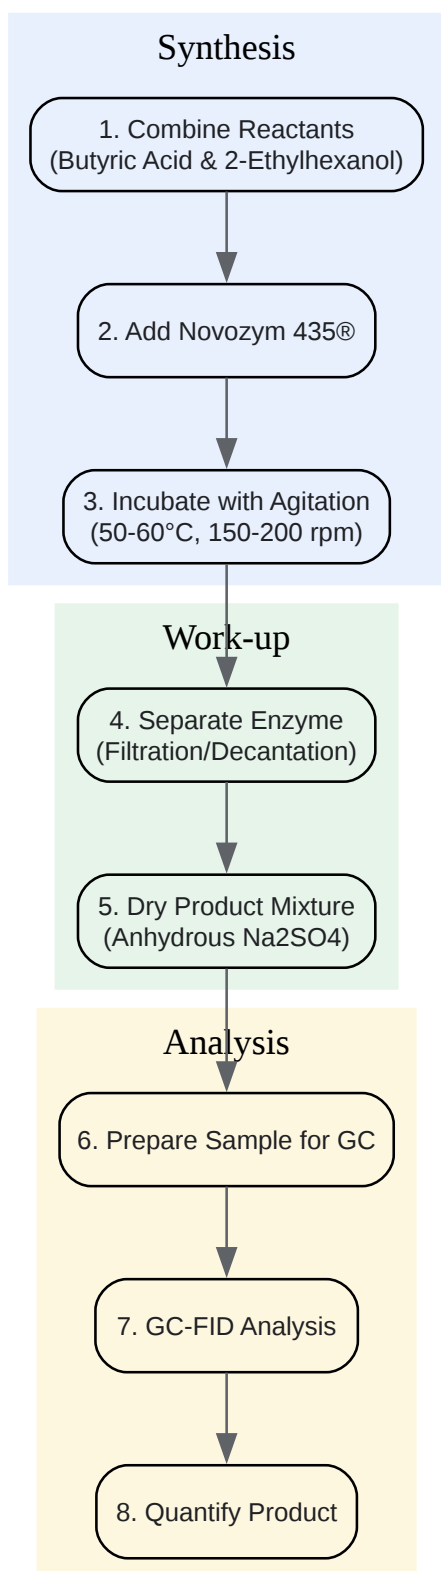 Synthesis
1. Combine Reactants
(Butyric Acid & 2-Ethylhexanol)
2. Add Novozym 435®
3. Incubate with Agitation
(50-60°C, 150-200 rpm)
Work-up
4. Separate Enzyme
(Filtration/Decantation)
5. Dry Product Mixture
(Anhydrous Na2SO4)
Analysis
6. Prepare Sample for GC
7. GC-FID Analysis
8. Quantify Product